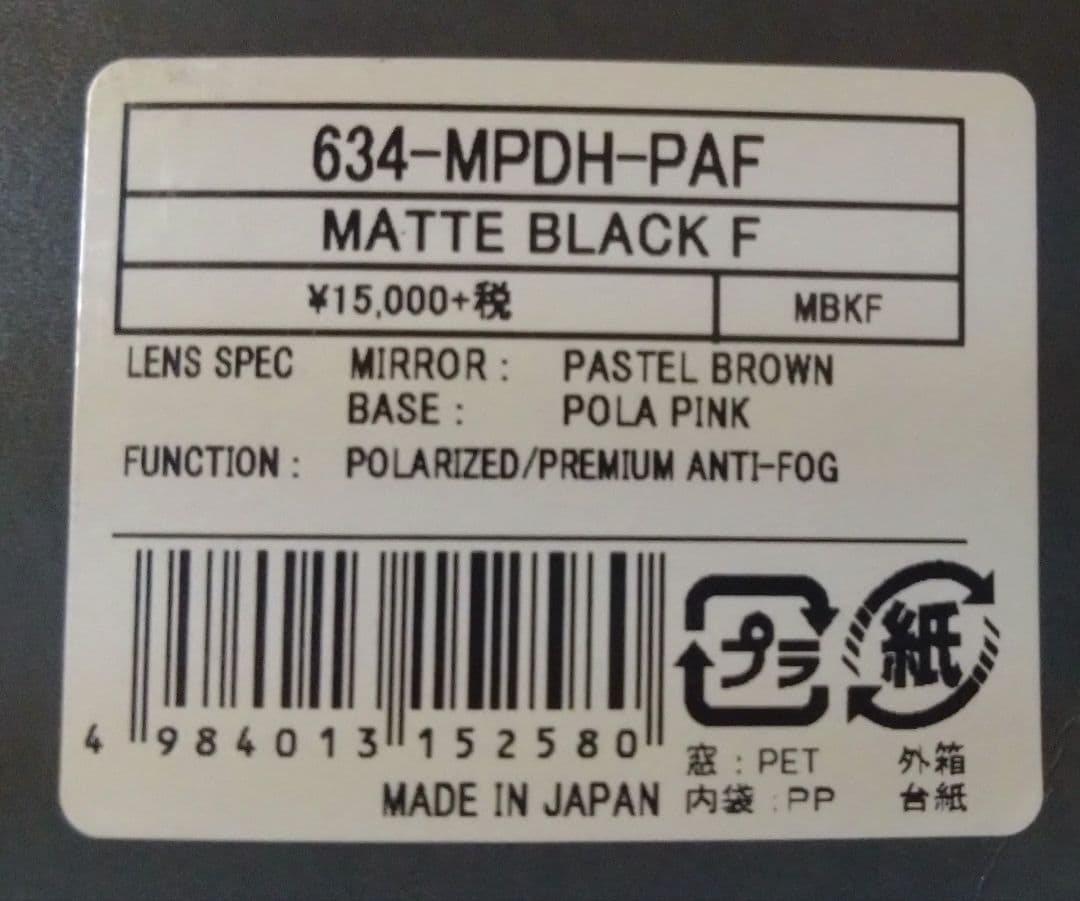 634-MPDH-PAF
MATTE BLACK F
¥15,000+税 MBKF
LENS SPEC MIRROR : PASTEL BROWN
BASE : POLA PINK
FUNCTION : POLARIZED/PREMIUM ANTI-FOG
4 984013 152580
MADE IN JAPAN
プラ
窓 : PET
内袋 : PP
紙
外箱
台紙